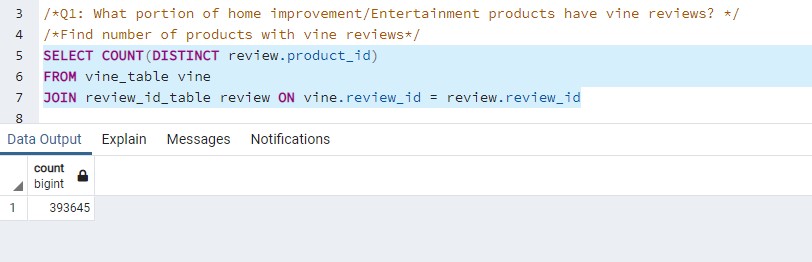 3 /*Q1: What portion of home improvement/Entertainment products have vine reviews? */
4 /*Find number of products with vine reviews*/
5 SELECT COUNT(DISTINCT review.product_id)
6 FROM vine_table vine
7 JOIN review_id_table review ON vine.review_id = review.review_id
8
Data Output Explain Messages Notifications
count
bigint
1 393645